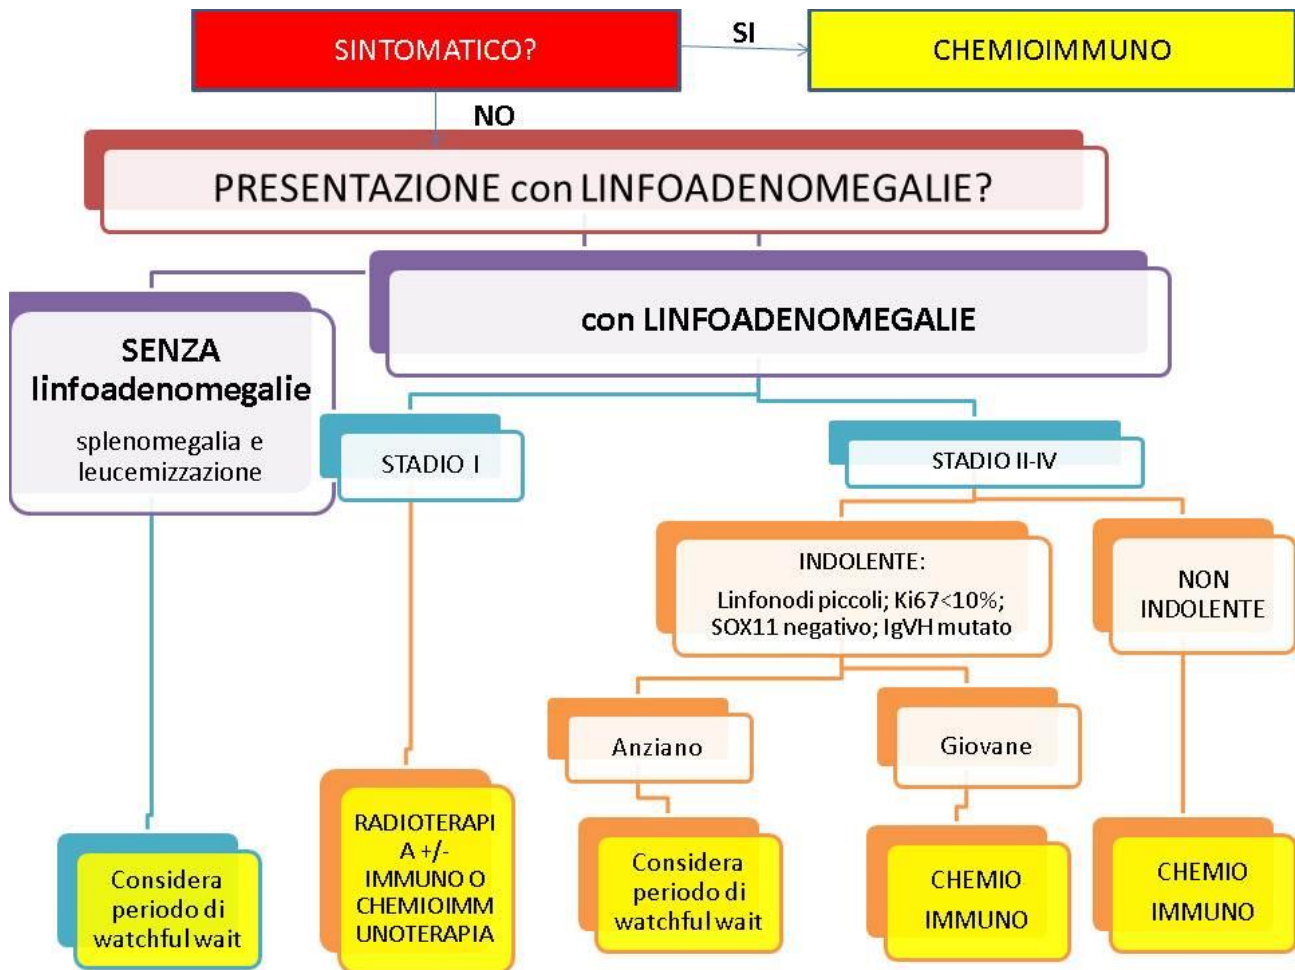 SINTOMATICO?
SI
CHEMIOIMMUNO
NO
PRESENTAZIONE con LINFOADENOMEGALIE?
con LINFOADENOMEGALIE
SENZA
linfoadenomegalie
splenomegalia e
leucemizzazione
STADIO I
STADIO II-IV
INDOLENTE:
Linfonodi piccoli; Ki67<10%;
SOX11 negativo; IgVH mutato
NON
INDOLENTE
Anziano
Giovane
Considera
periodo di
watchful wait
RADIOTERAPI
A +/-
IMMUNO O
CHEMIOIMM
UNOTERAPIA
Considera
periodo di
watchful wait
CHEMIO
IMMUNO
CHEMIO
IMMUNO